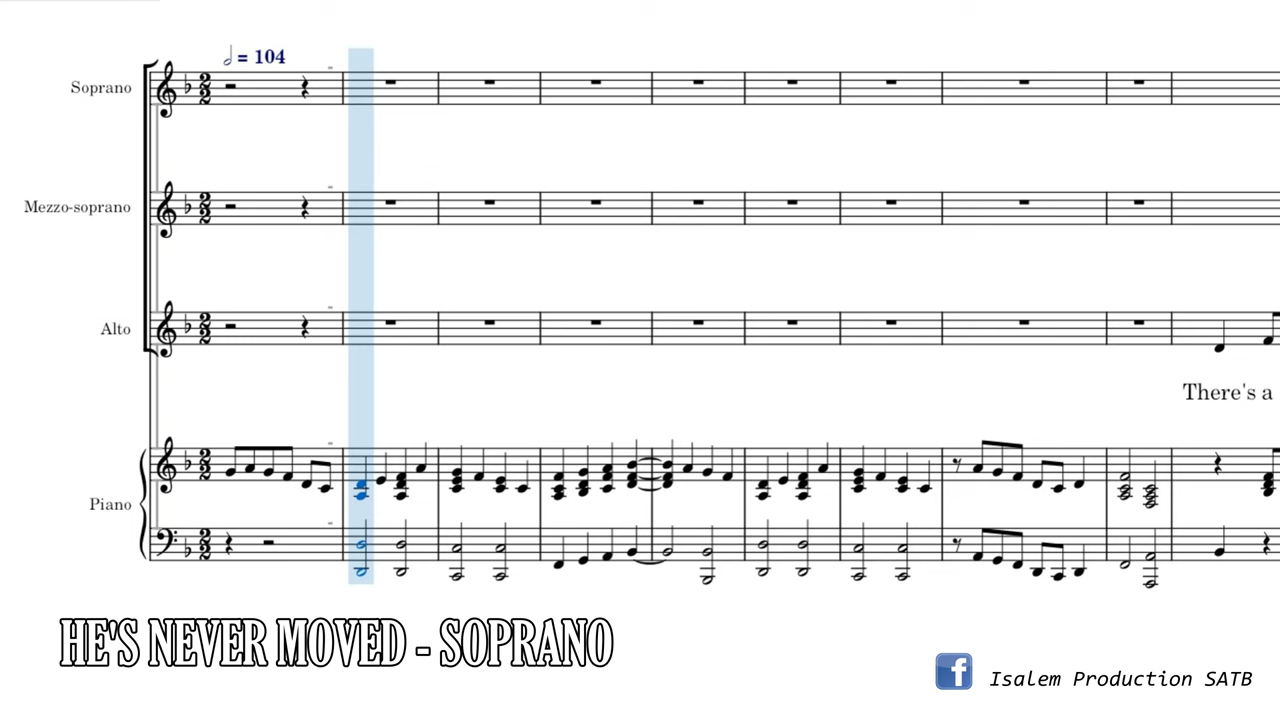 = 104
Soprano
Mezzo-soprano
Alto
There's a
Piano
HE'S NEVER MOVED - SOPRANO
f Isalem Production SATB